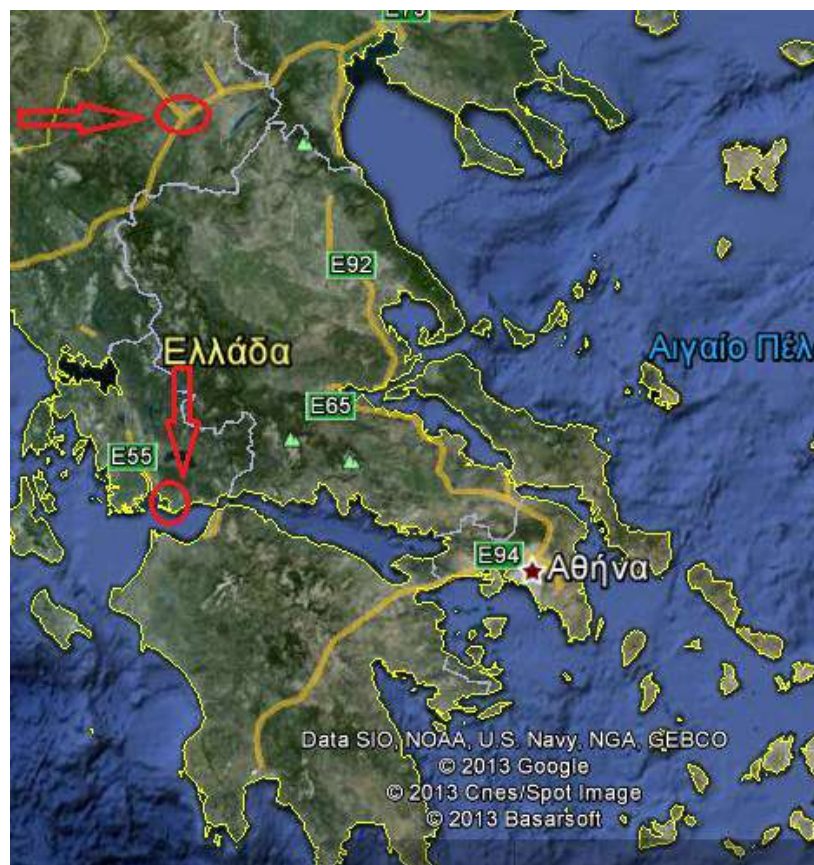 E92
Ελλάδα
Αιγαίο Πέλ
E65
E55
E94
Αθήνα
Data SIO, NOAA, U.S. Navy, NGA, GEBCO
© 2013 Google
© 2013 Cnes/Spot Image
© 2013 Basarsoft